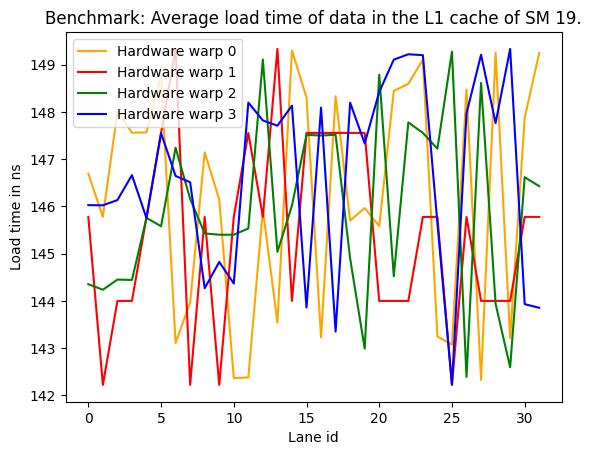 Benchmark: Average load time of data in the L1 cache of SM 19.
Hardware warp 0
Hardware warp 1
Hardware warp 2
Hardware warp 3
Load time in ns
149
148
147
146
145
144
143
142
0 5 10 15 20 25 30
Lane id